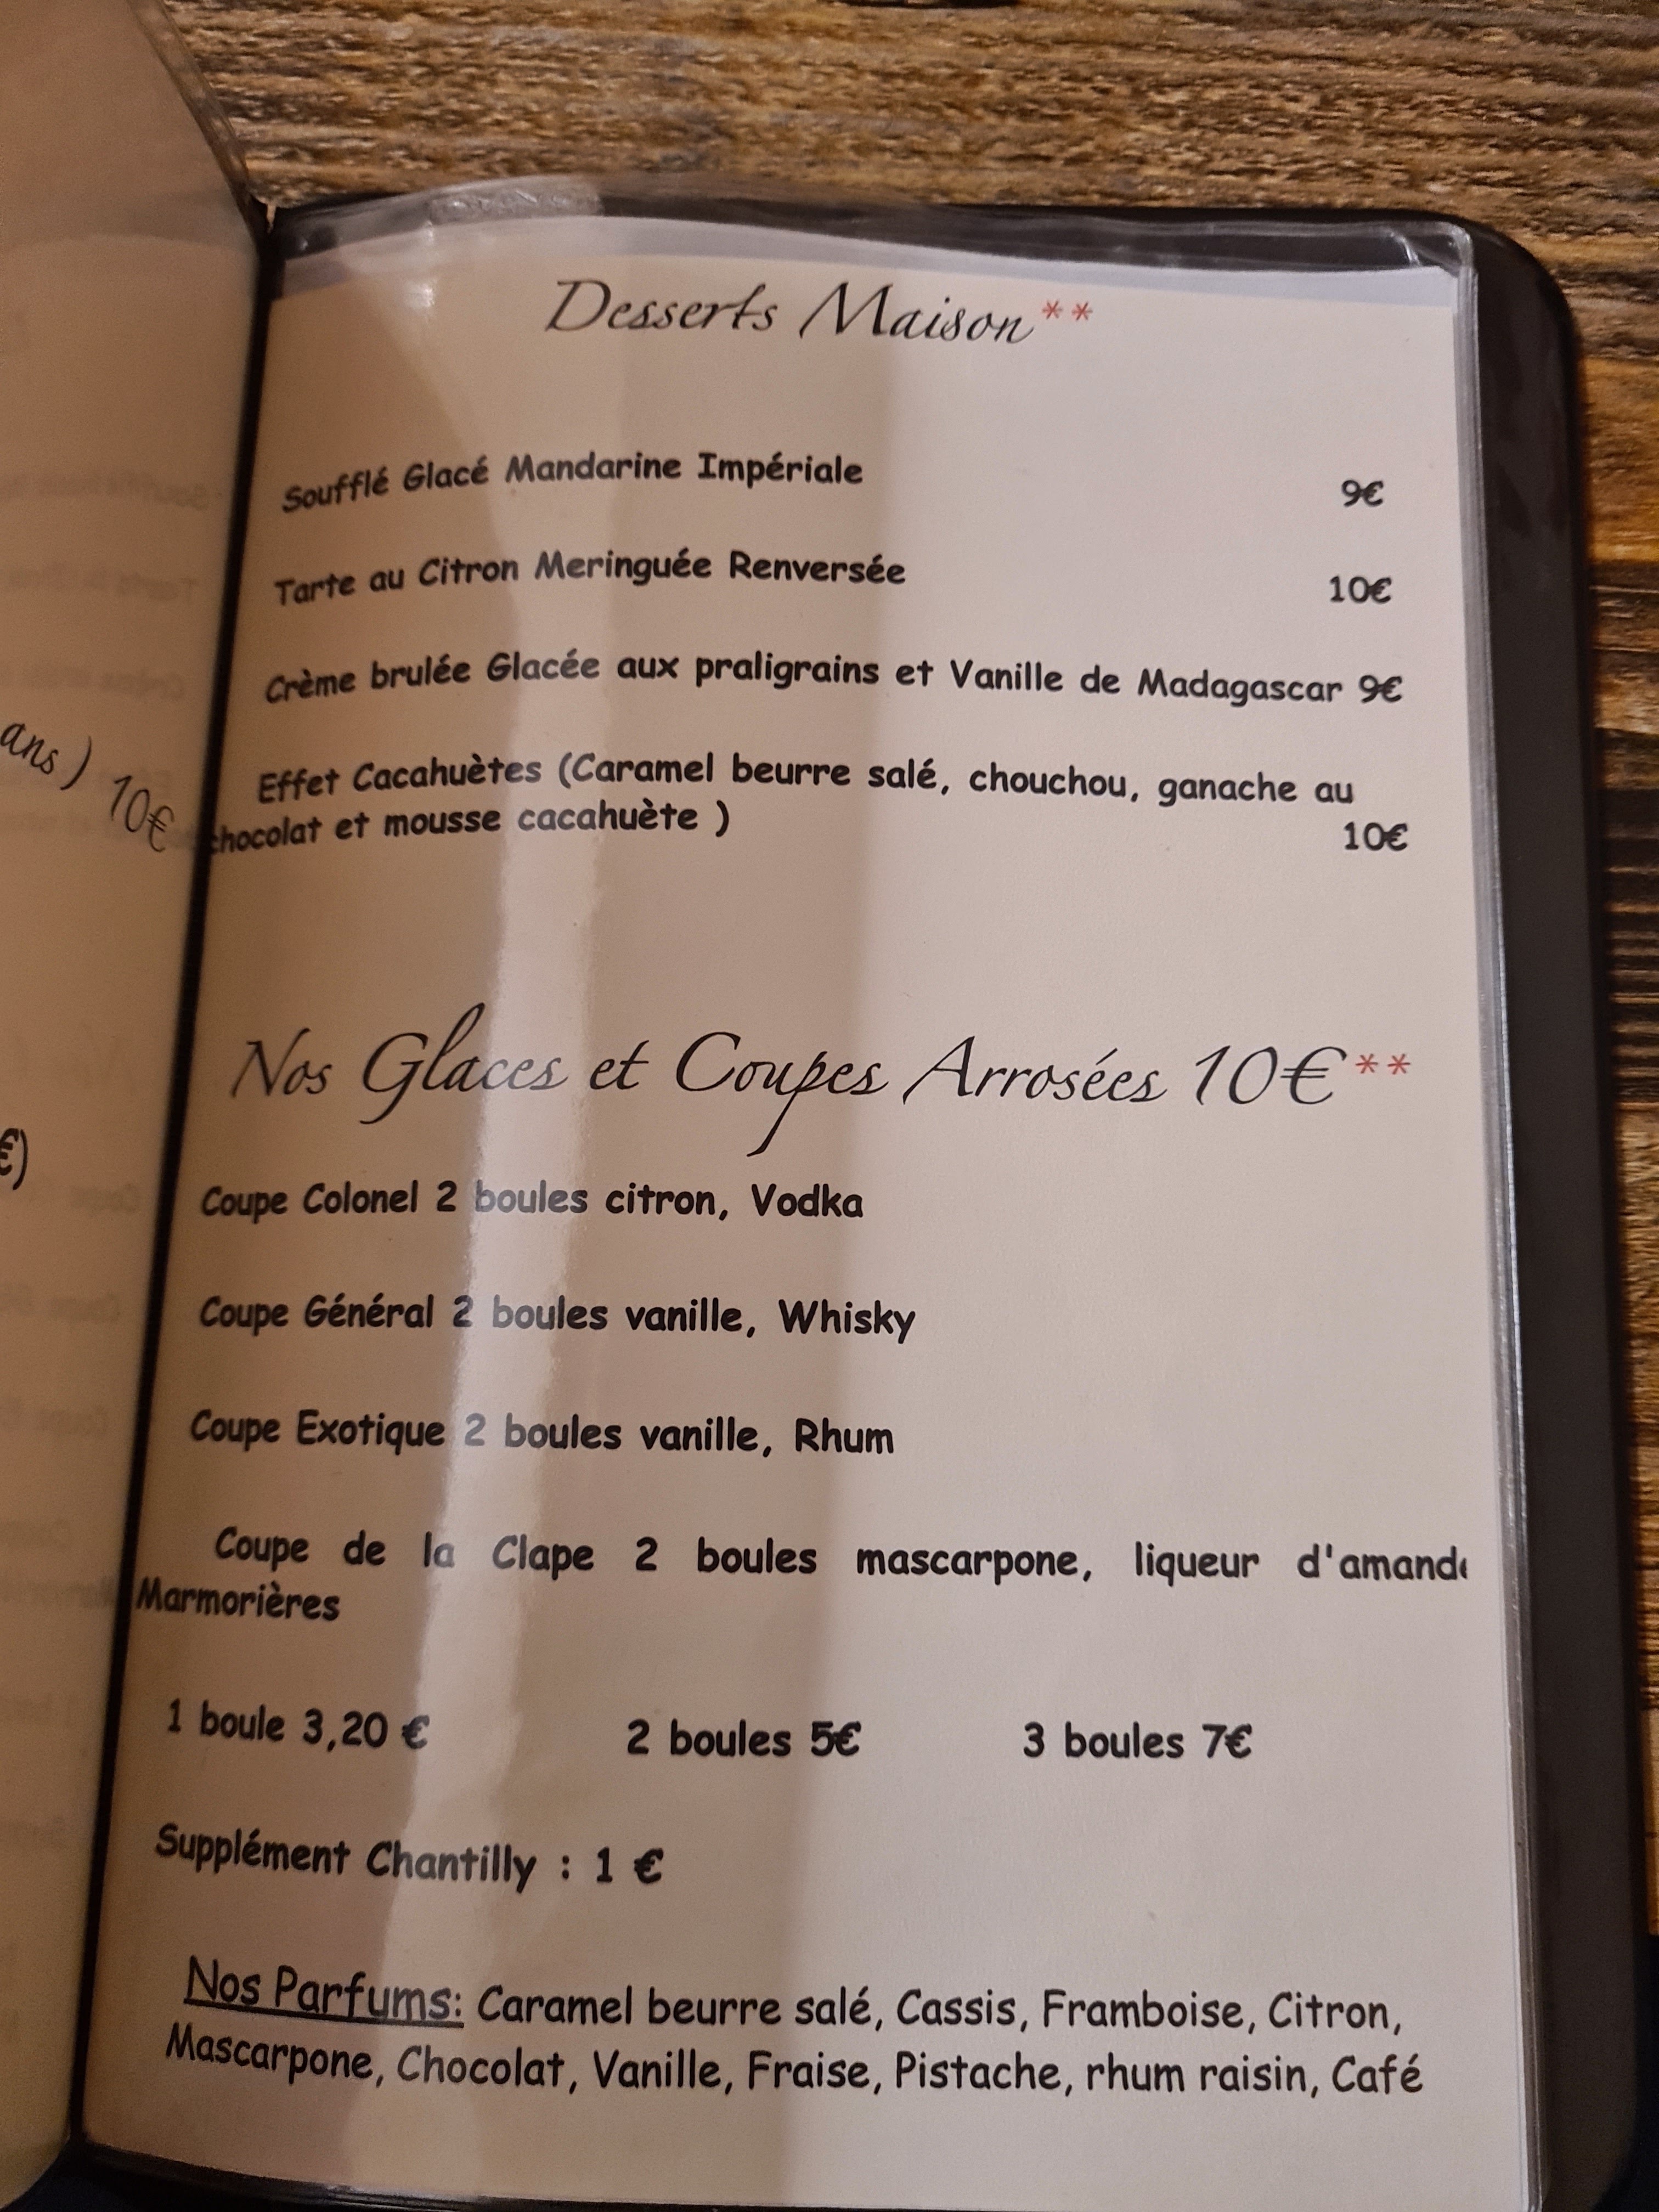 Desserts Maison**
Soufflé Glacé Mandarine Impériale 9€
Tarte au Citron Meringuée Renversée 10€
Crème brulée Glacée aux praligrains et Vanille de Madagascar 9€
Effet Cacahuètes (Caramel beurre salé, chouchou, ganache au
chocolat et mousse cacahuète ) 10€
ans) 10€
Nos Glaces et Coupes Arrosées 10€**
€)
Coupe Colonel 2 boules citron, Vodka
Coupe Général 2 boules vanille, Whisky
Coupe Exotique 2 boules vanille, Rhum
Coupe de la Clape 2 boules mascarpone, liqueur d'amande
Marmorières
1 boule 3,20 € 2 boules 5€ 3 boules 7€
Supplément Chantilly : 1 €
Nos Parfums: Caramel beurre salé, Cassis, Framboise, Citron,
Mascarpone, Chocolat, Vanille, Fraise, Pistache, rhum raisin, Café